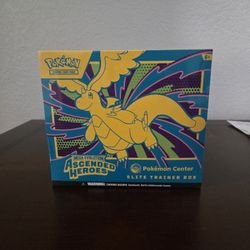 Pokémon
TRADING CARD GAME
MEGA EVOLUTION
ASCENDED
HEROES
Pokémon Center
ELITE TRAINER BOX
WARNING: